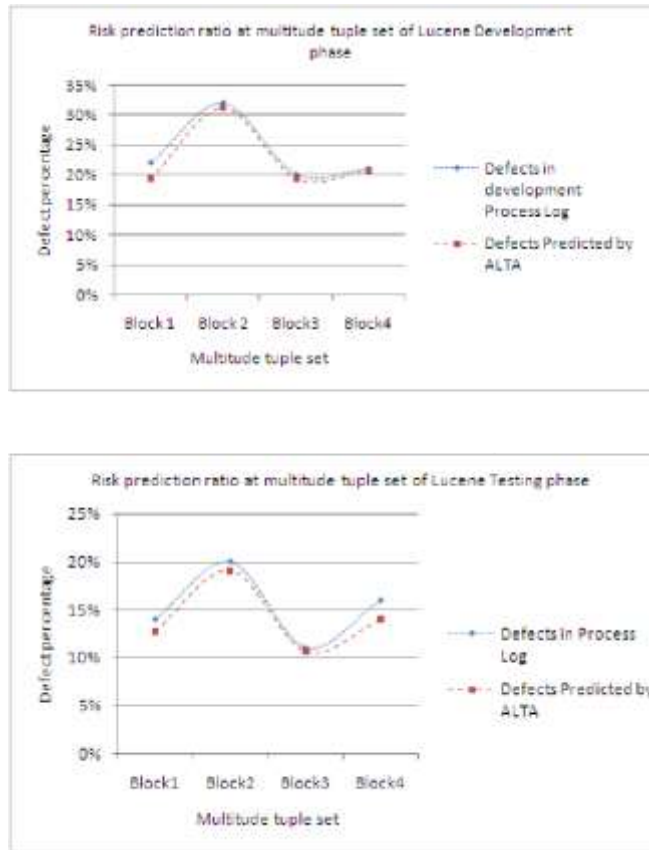 Risk prediction ratio at multitude tuple set of Lucene Development
phase
35%
30%
25%
20%
15%
10%
5%
0%
Defect percentage
Block 1 Block 2 Block3 Block4
Multitude tuple set
Defects in
development
Process Log
Defects Predicted by
ALTA
Risk prediction ratio at multitude tuple set of Lucene Testing phase
25%
20%
15%
10%
5%
0%
Defect percentage
Block1 Block2 Block3 Block4
Multitude tuple set
Defects in Process
Log
Defects Predicted by
ALTA